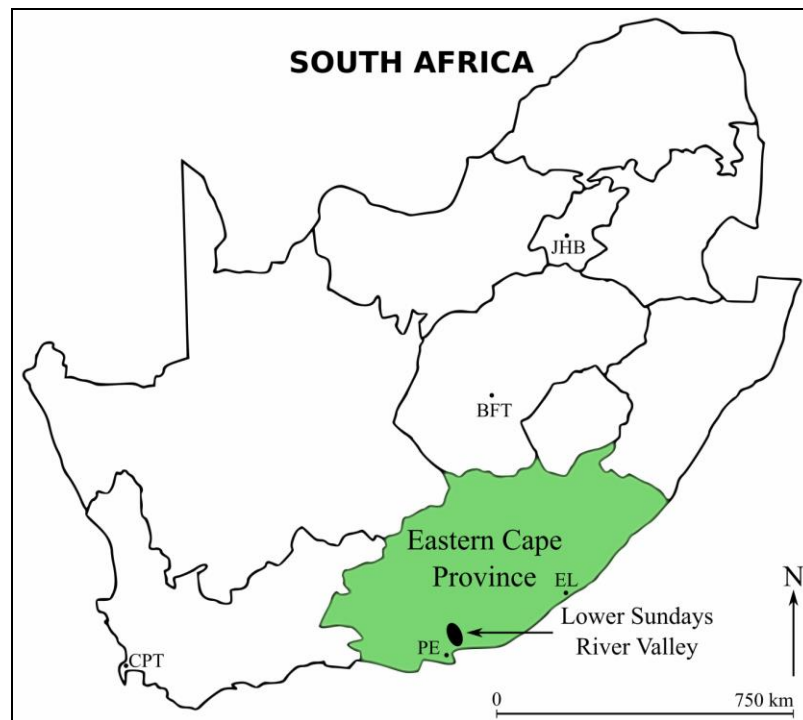 SOUTH AFRICA
JHB
BFT
Eastern Cape
Province
EL
N
Lower Sundays
River Valley
PE
CPT
0 750 km